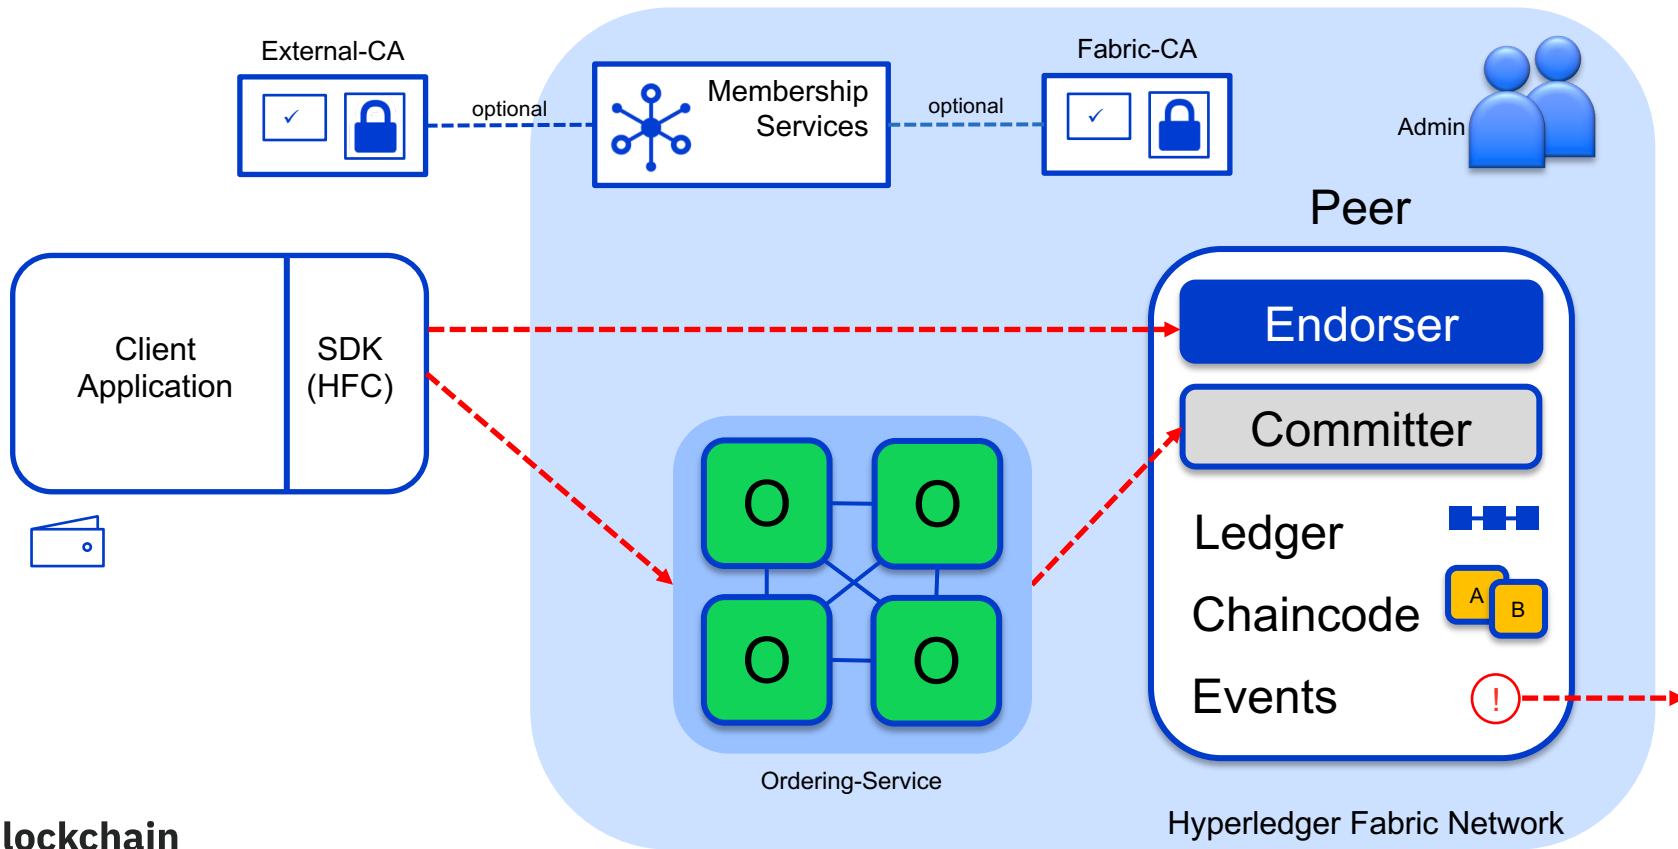 External-CA
Fabric-CA
optional
Membership
Services
optional
Admin
✓
✓
Peer
Client
Application
SDK
(HFC)
Endorser
Committer
O
O
O
O
Ledger
Chaincode
A
B
Events
!
Ordering-Service
Hyperledger Fabric Network
lockchain